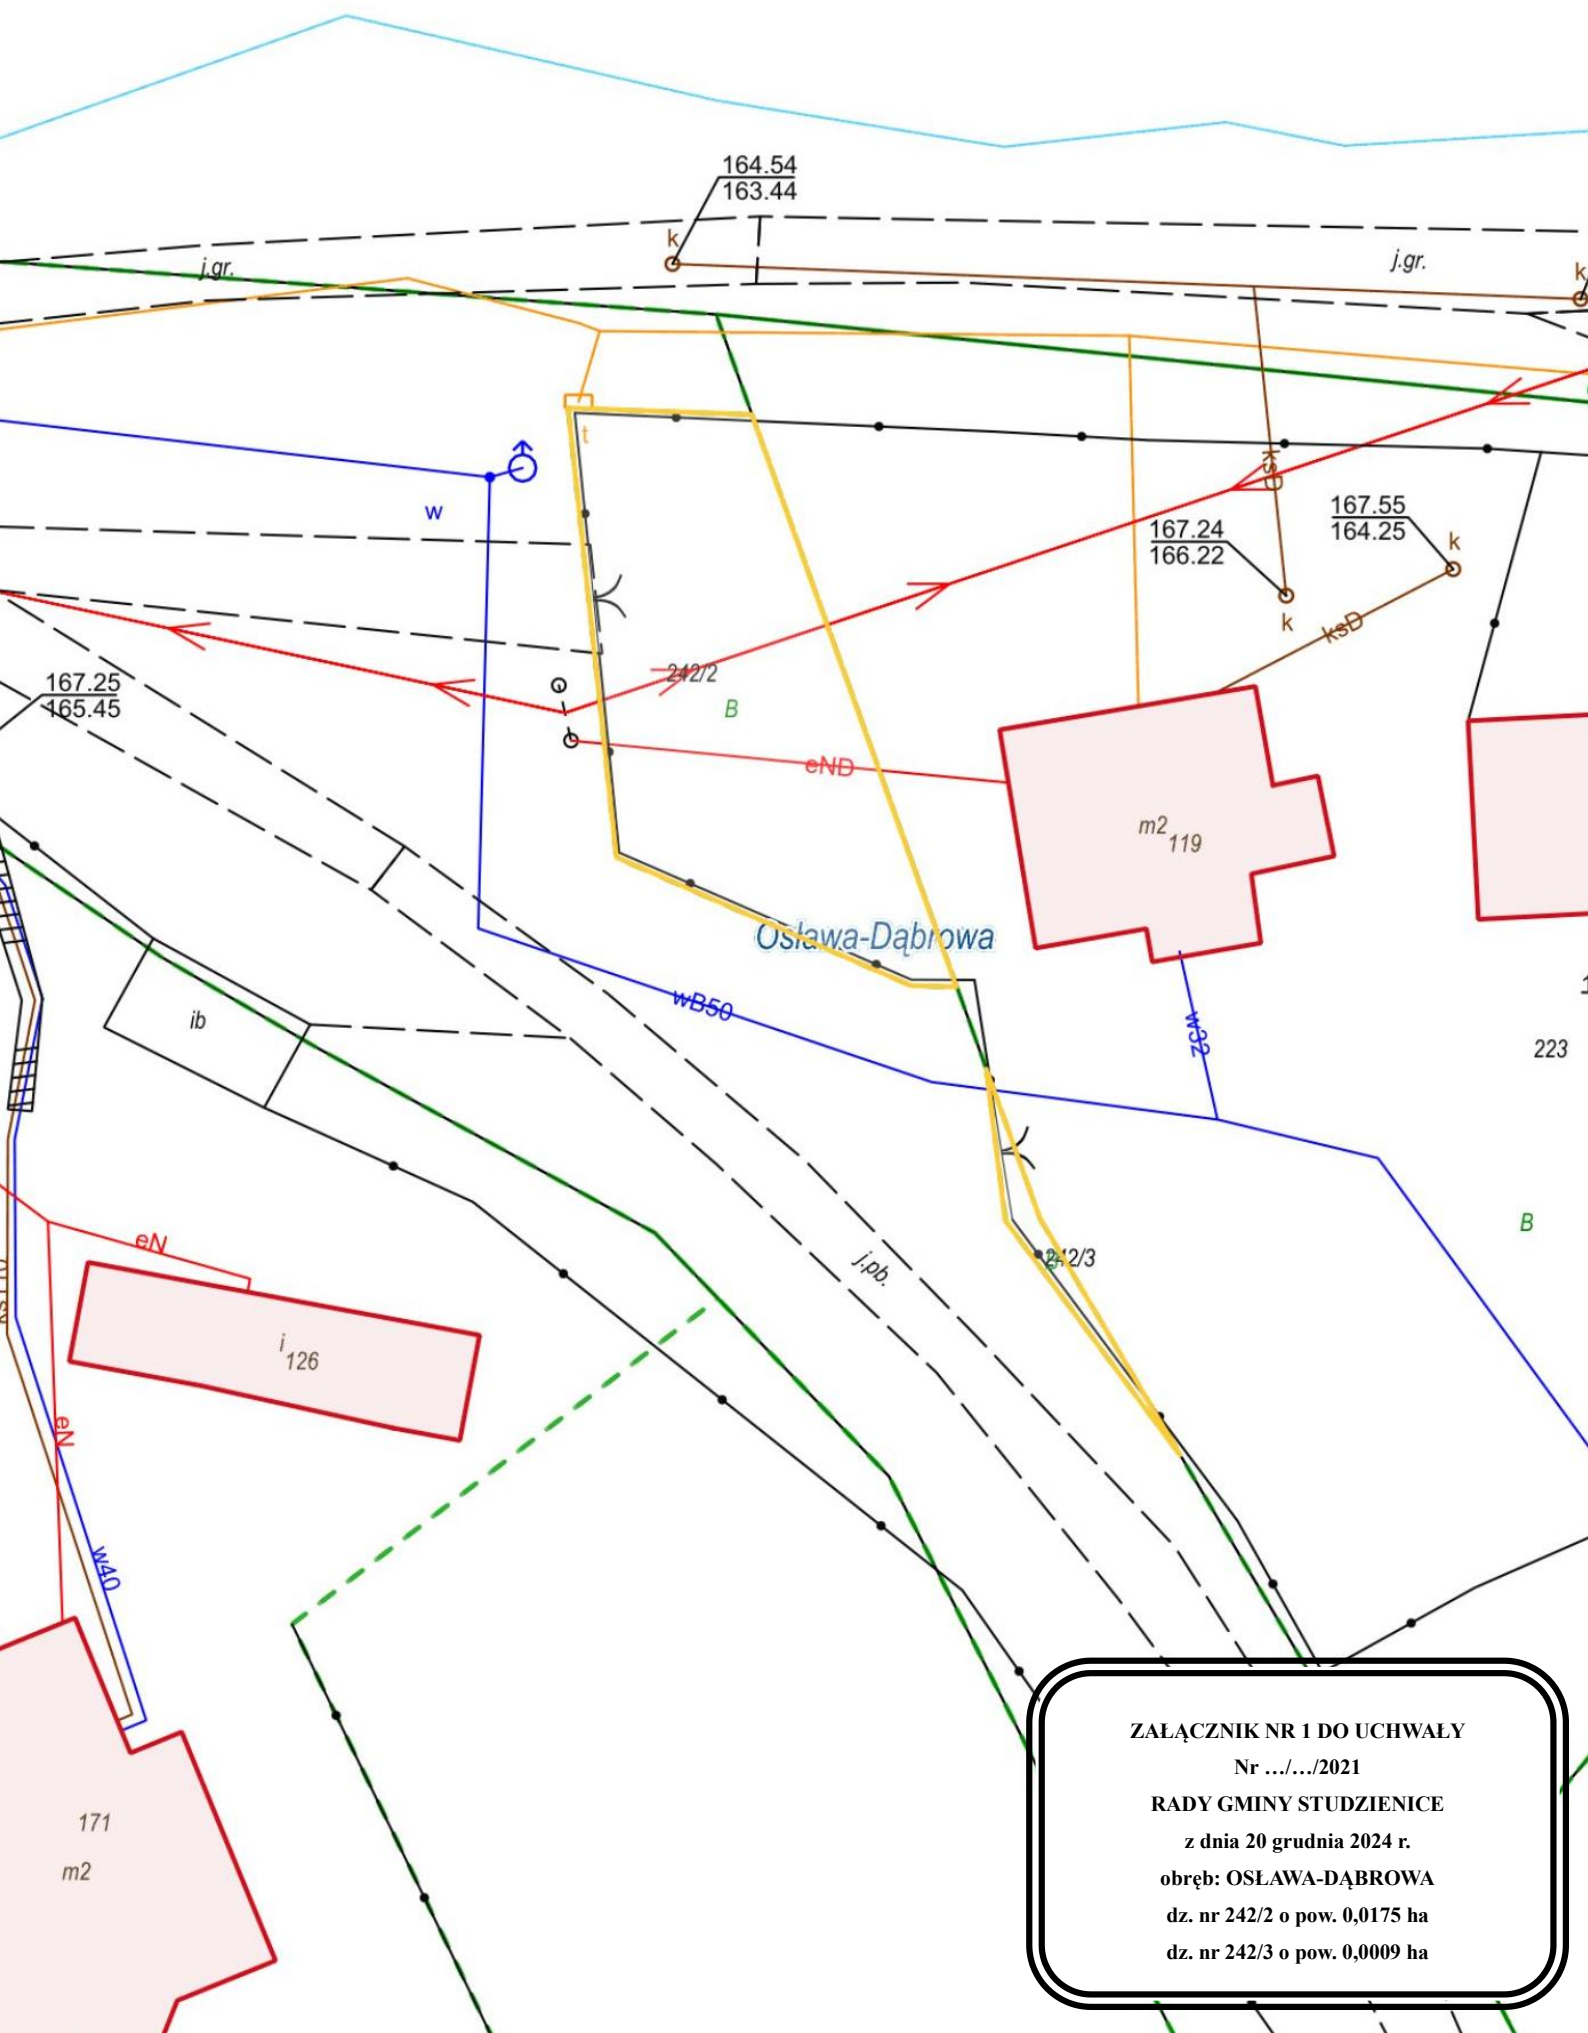 164.54
163.44
k
j.gr.
j.gr.
k
t
w
ksD
167.24
166.22
167.55
164.25
k
k
ksD
242/2
B
167.25
165.45
eND
m2
119
Osława-Dąbrowa
wB50
w32
ib
223
B
eN
242/3
j.pb.
i
126
eN
w40
171
m2
ZAŁĄCZNIK NR 1 DO UCHWAŁY
Nr …/…/2021
RADY GMINY STUDZIENICE
z dnia 20 grudnia 2024 r.
obręb: OSŁAWA-DĄBROWA
dz. nr 242/2 o pow. 0,0175 ha
dz. nr 242/3 o pow. 0,0009 ha